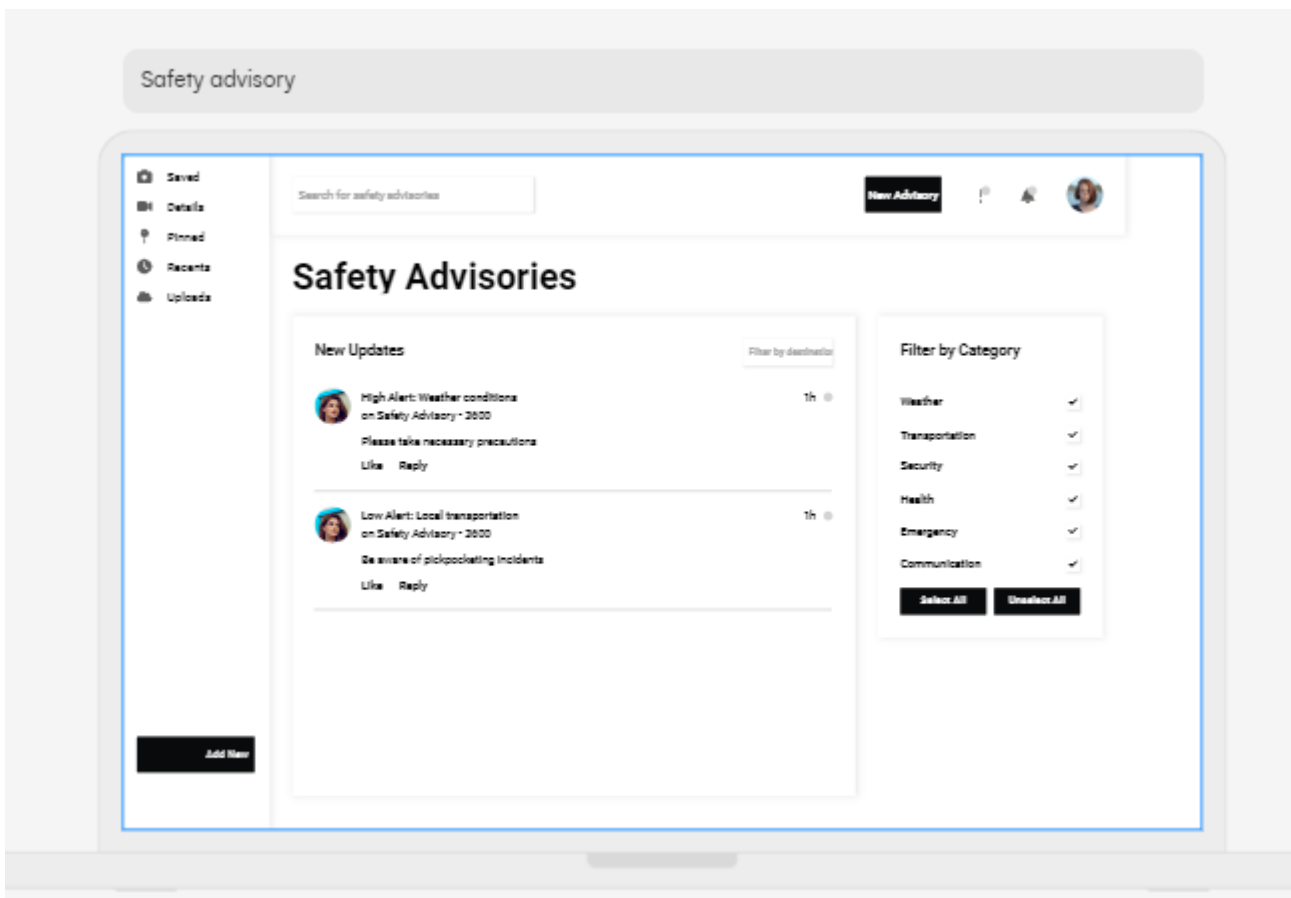 Safety advisory
Saved
Details
Pinned
Recents
Uploads
Add New
Search for safety advisories
New Advisory
Safety Advisories
New Updates
Filter by destinatio
High Alert: Weather conditions
1h
on Safety Advisory • 2600
Please take necessary precautions
Like Reply
Low Alert: Local transportation
1h
on Safety Advisory • 2600
Be aware of pickpocketing incidents
Like Reply
Filter by Category
Weather
Transportation
Security
Health
Emergency
Communication
Select All Unselect All